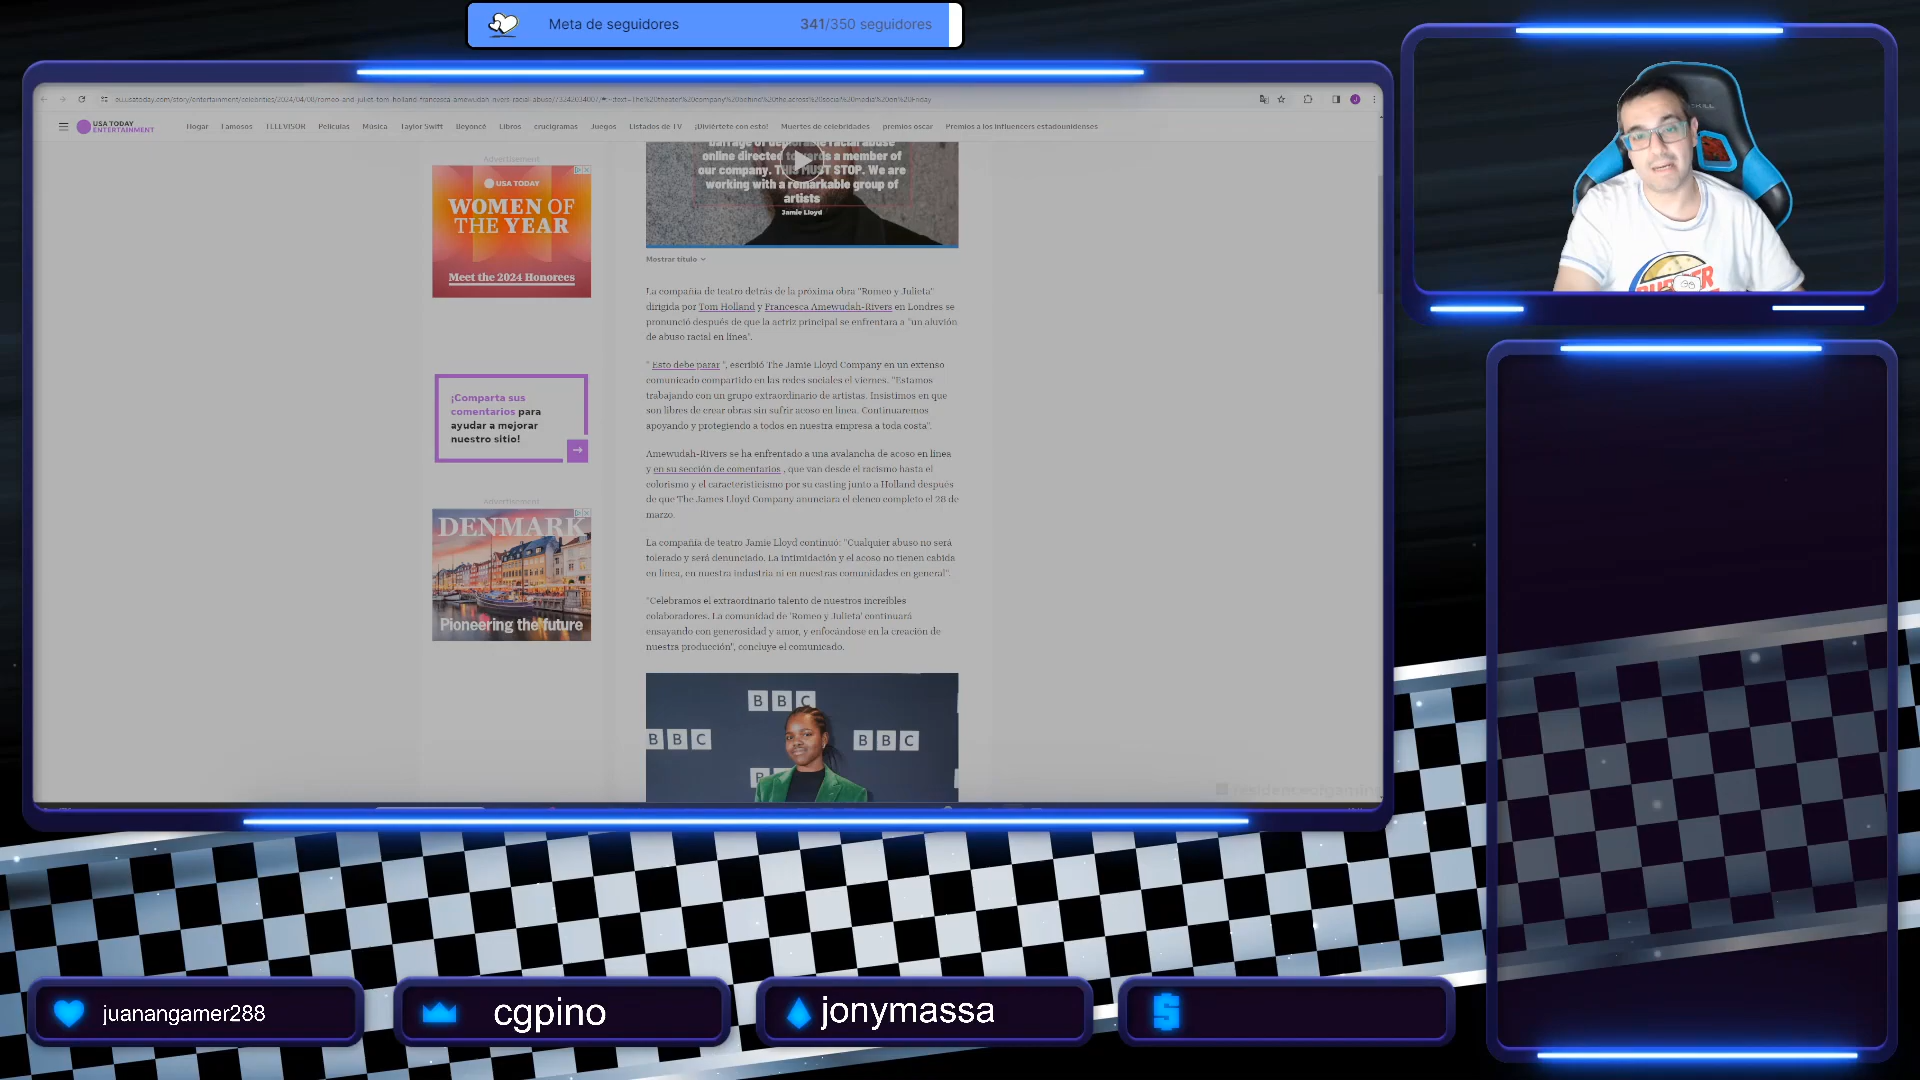 Meta de seguidores
341/350 seguidores
USA TODAY
ENTERTAINMENT
Hogar
Famosos
TELEVISOR
Películas
Música
Taylor Swift
Beyoncé
Libros
crucigramas
Juegos
Listados de TV
¡Diviértete con esto!
Muertes de celebridades
premios oscar
Premios a los influencers estadounidenses
Advertisement
USA TODAY
WOMEN OF
THE YEAR
Meet the 2024 Honorees
¡Comparta sus
comentarios para
ayudar a mejorar
nuestro sitio!
Advertisement
DENMARK
Pioneering the future
barrage of deplorable racial abuse
online directed towards a member of
our company. THIS MUST STOP. We are
working with a remarkable group of
artists
Jamie Lloyd
Mostrar título
La compañía de teatro detrás de la próxima obra "Romeo y Julieta"
dirigida por Tom Holland y Francesca Amewudah-Rivers en Londres se
pronunció después de que la actriz principal se enfrentara a "un aluvión
de abuso racial en línea".
" Esto debe parar ", escribió The Jamie Lloyd Company en un extenso
comunicado compartido en las redes sociales el viernes. "Estamos
trabajando con un grupo extraordinario de artistas. Insistimos en que
son libres de crear obras sin sufrir acoso en línea. Continuaremos
apoyando y protegiendo a todos en nuestra empresa a toda costa".
Amewudah-Rivers se ha enfrentado a una avalancha de acoso en línea
y en su sección de comentarios , que van desde el racismo hasta el
colorismo y el caracteristicismo por su casting junto a Holland después
de que The James Lloyd Company anunciara el elenco completo el 28 de
marzo.
La compañía de teatro Jamie Lloyd continuó: "Cualquier abuso no será
tolerado y será denunciado. La intimidación y el acoso no tienen cabida
en línea, en nuestra industria ni en nuestras comunidades en general".
"Celebramos el extraordinario talento de nuestros increíbles
colaboradores. La comunidad de 'Romeo y Julieta' continuará
ensayando con generosidad y amor, y enfocándose en la creación de
nuestra producción", concluye el comunicado.
BBC
BBC
BBC
juanangamer288
cgpino
jonymassa